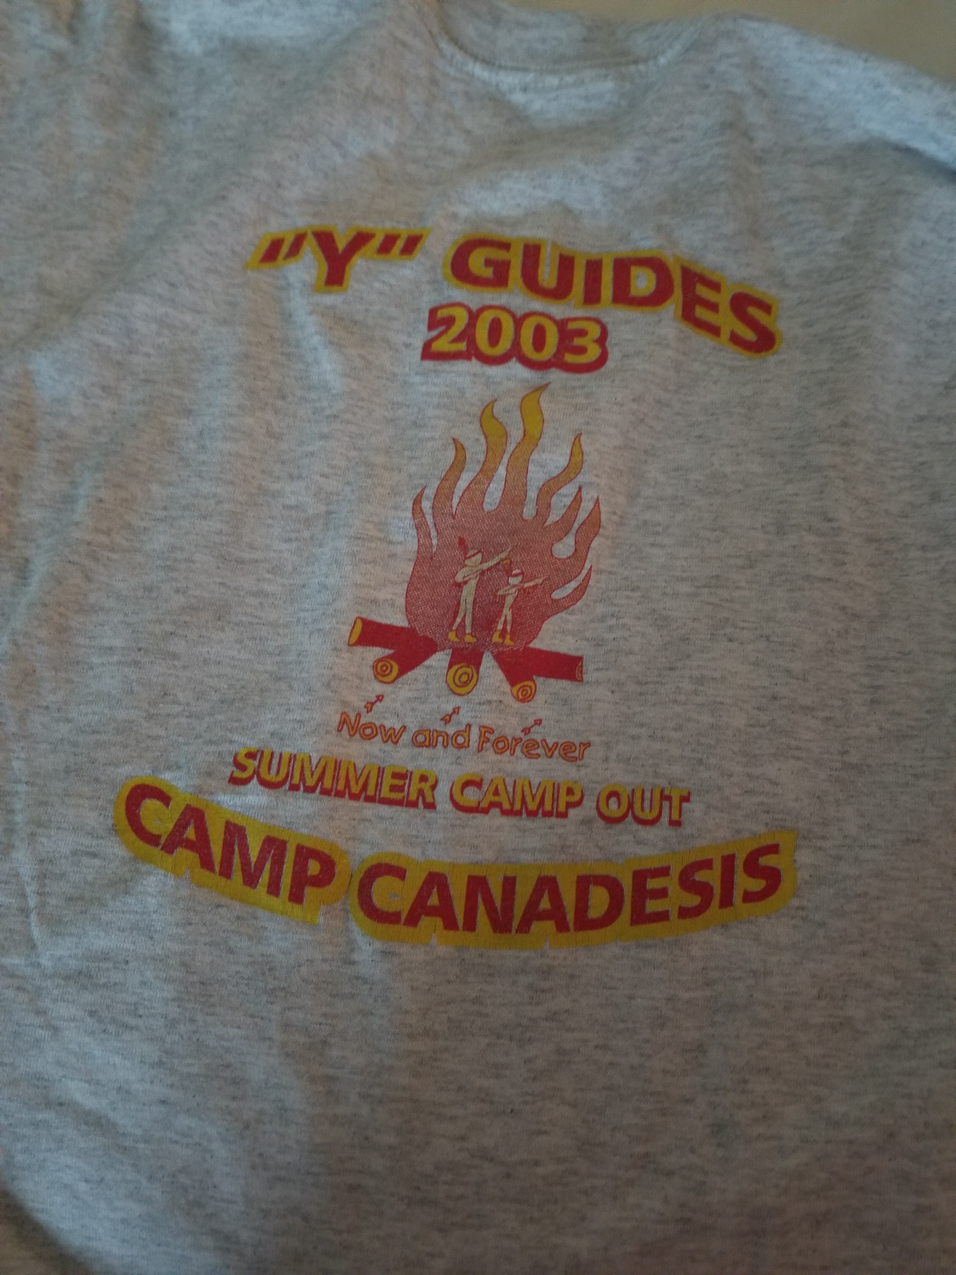 "Y" GUIDES
2003
Now and Forever
SUMMER CAMP OUT
CAMP CANADESIS